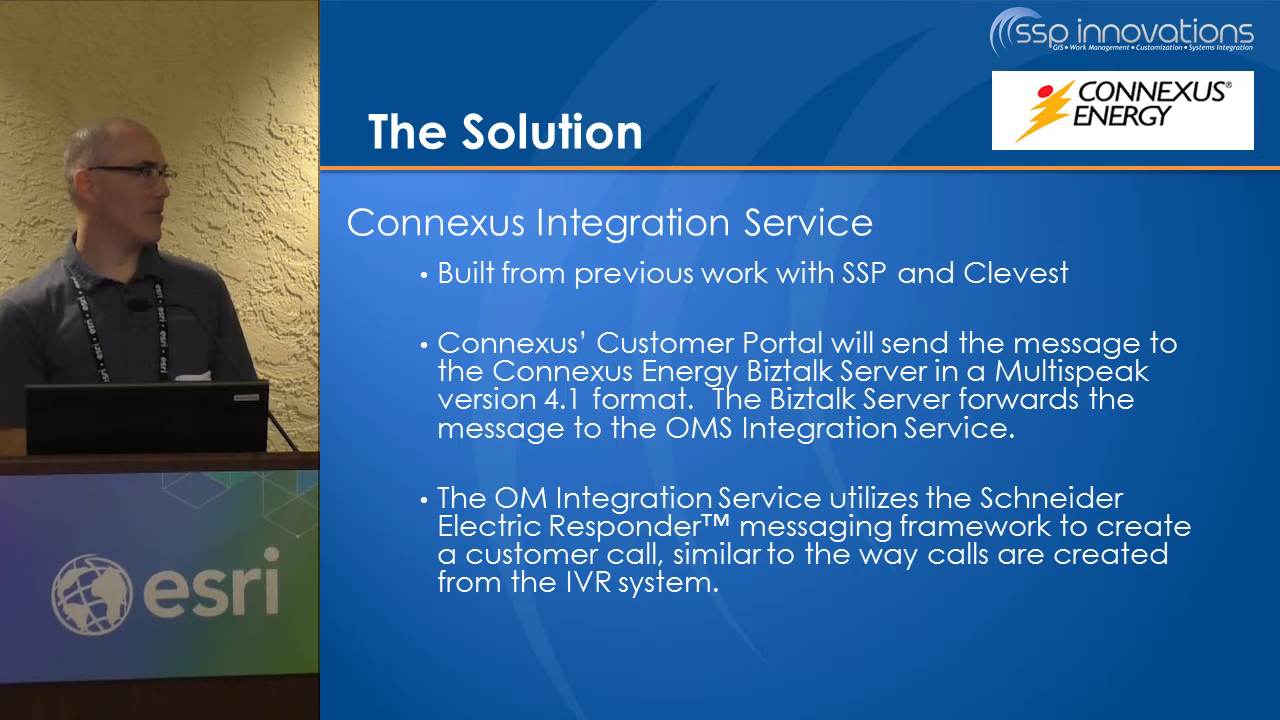 ssp innovations
GIS • Work Management • Customization • Systems Integration
CONNEXUS®
ENERGY
The Solution
Connexus Integration Service
• Built from previous work with SSP and Clevest
• Connexus’ Customer Portal will send the message to
the Connexus Energy Biztalk Server in a Multispeak
version 4.1 format. The Biztalk Server forwards the
message to the OMS Integration Service.
• The OM Integration Service utilizes the Schneider
Electric Responder™ messaging framework to create
a customer call, similar to the way calls are created
from the IVR system.
esri